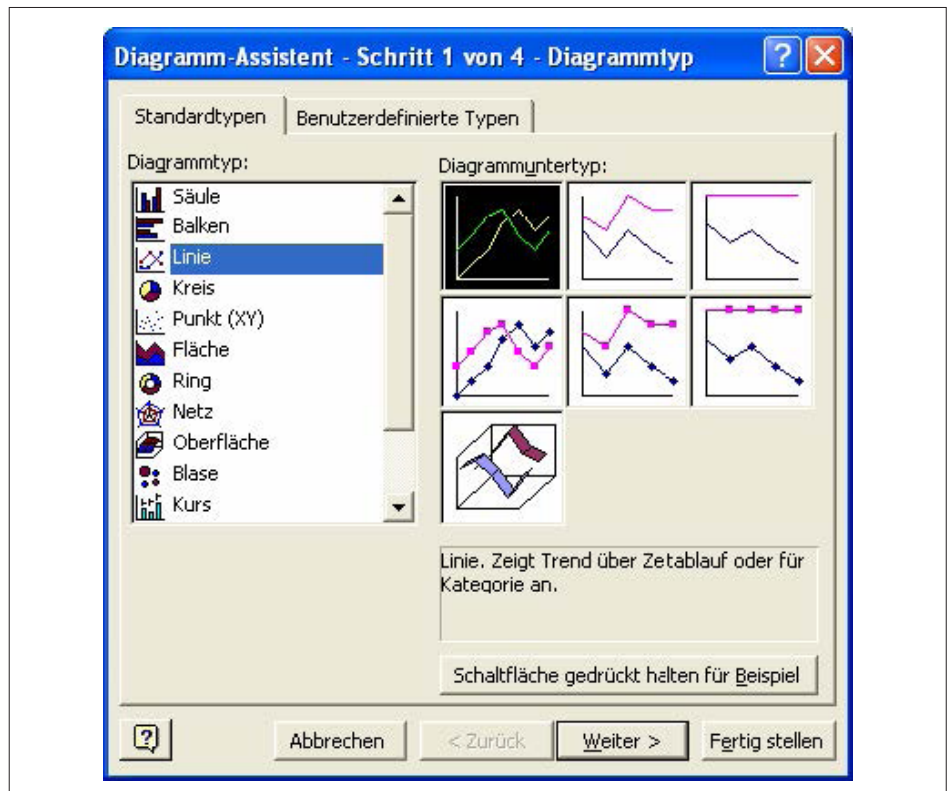 Diagramm-Assistent - Schritt 1 von 4 - Diagrammtyp
Standardtypen
Benutzerdefinierte Typen
Diagrammtyp:
Säule
Balken
Linie
Kreis
Punkt (XY)
Fläche
Ring
Netz
Oberfläche
Blase
Kurs
Diagrammuntertyp:
Linie. Zeigt Trend über Zetablauf oder für
Kategorie an.
Schaltfläche gedrückt halten für Beispiel
Abbrechen
< Zurück
Weiter >
Fertig stellen